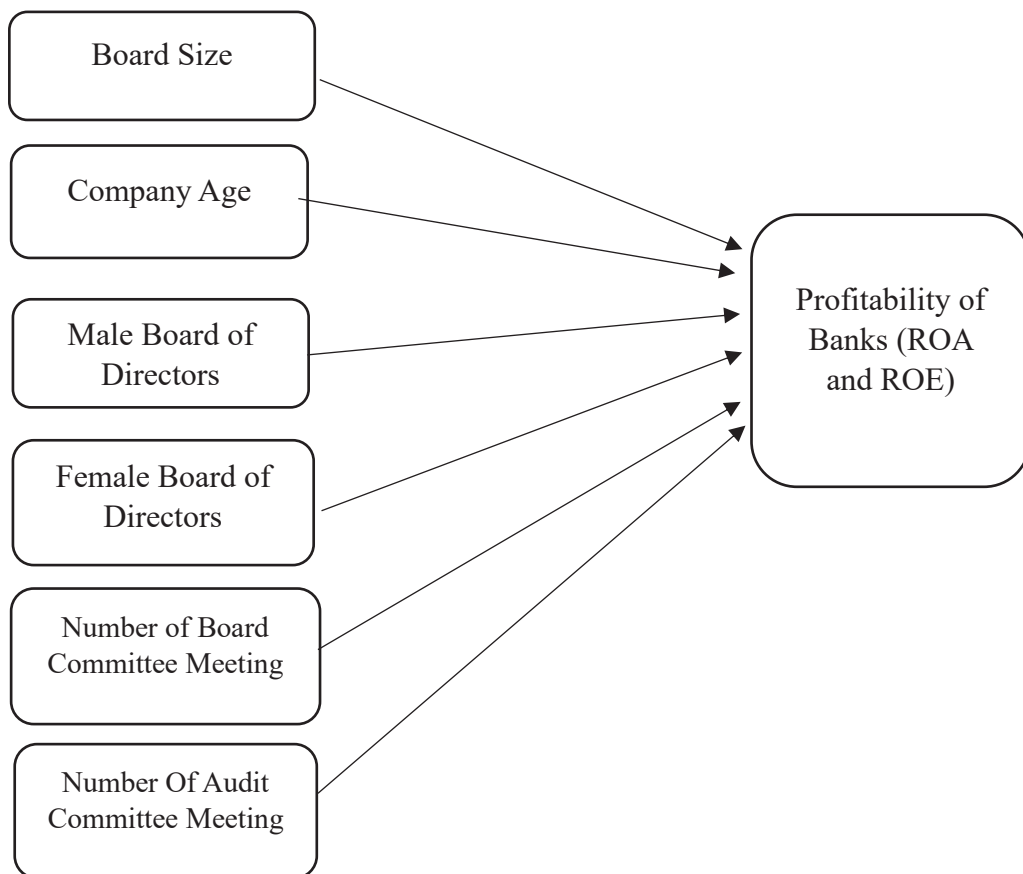 Board Size
Company Age
Male Board of
Directors
Female Board of
Directors
Number of Board
Committee Meeting
Number Of Audit
Committee Meeting
Profitability of
Banks (ROA
and ROE)